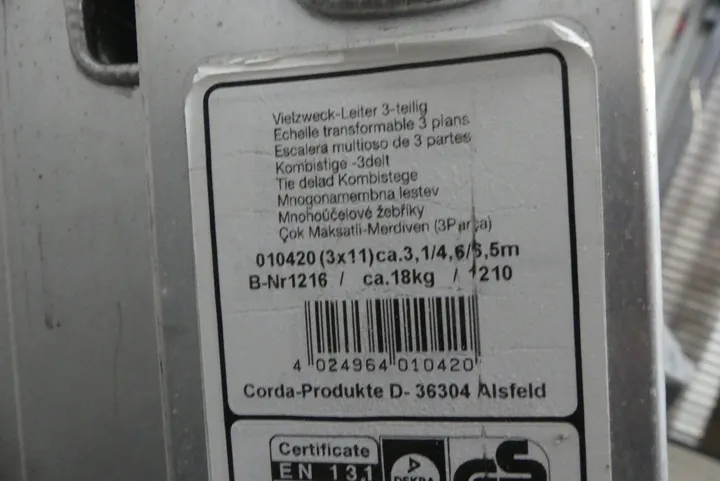 Vielzweck-Leiter 3-teilig
Echelle transformable 3 plans
Escalera multioso de 3 partes
Kombistige -3delt
Tie delad Kombistege
Mnogonamembna lestev
Mnohoúčelové žebříky
Çok Maksatli-Merdiven (3Parça)
010420 (3x11) ca.3,1/4,6/6,5m
B-Nr1216 / ca.18kg / 1210
4 024964 010420
Corda-Produkte D- 36304 Alsfeld
Certificate
EN 131
DEKRA
GS